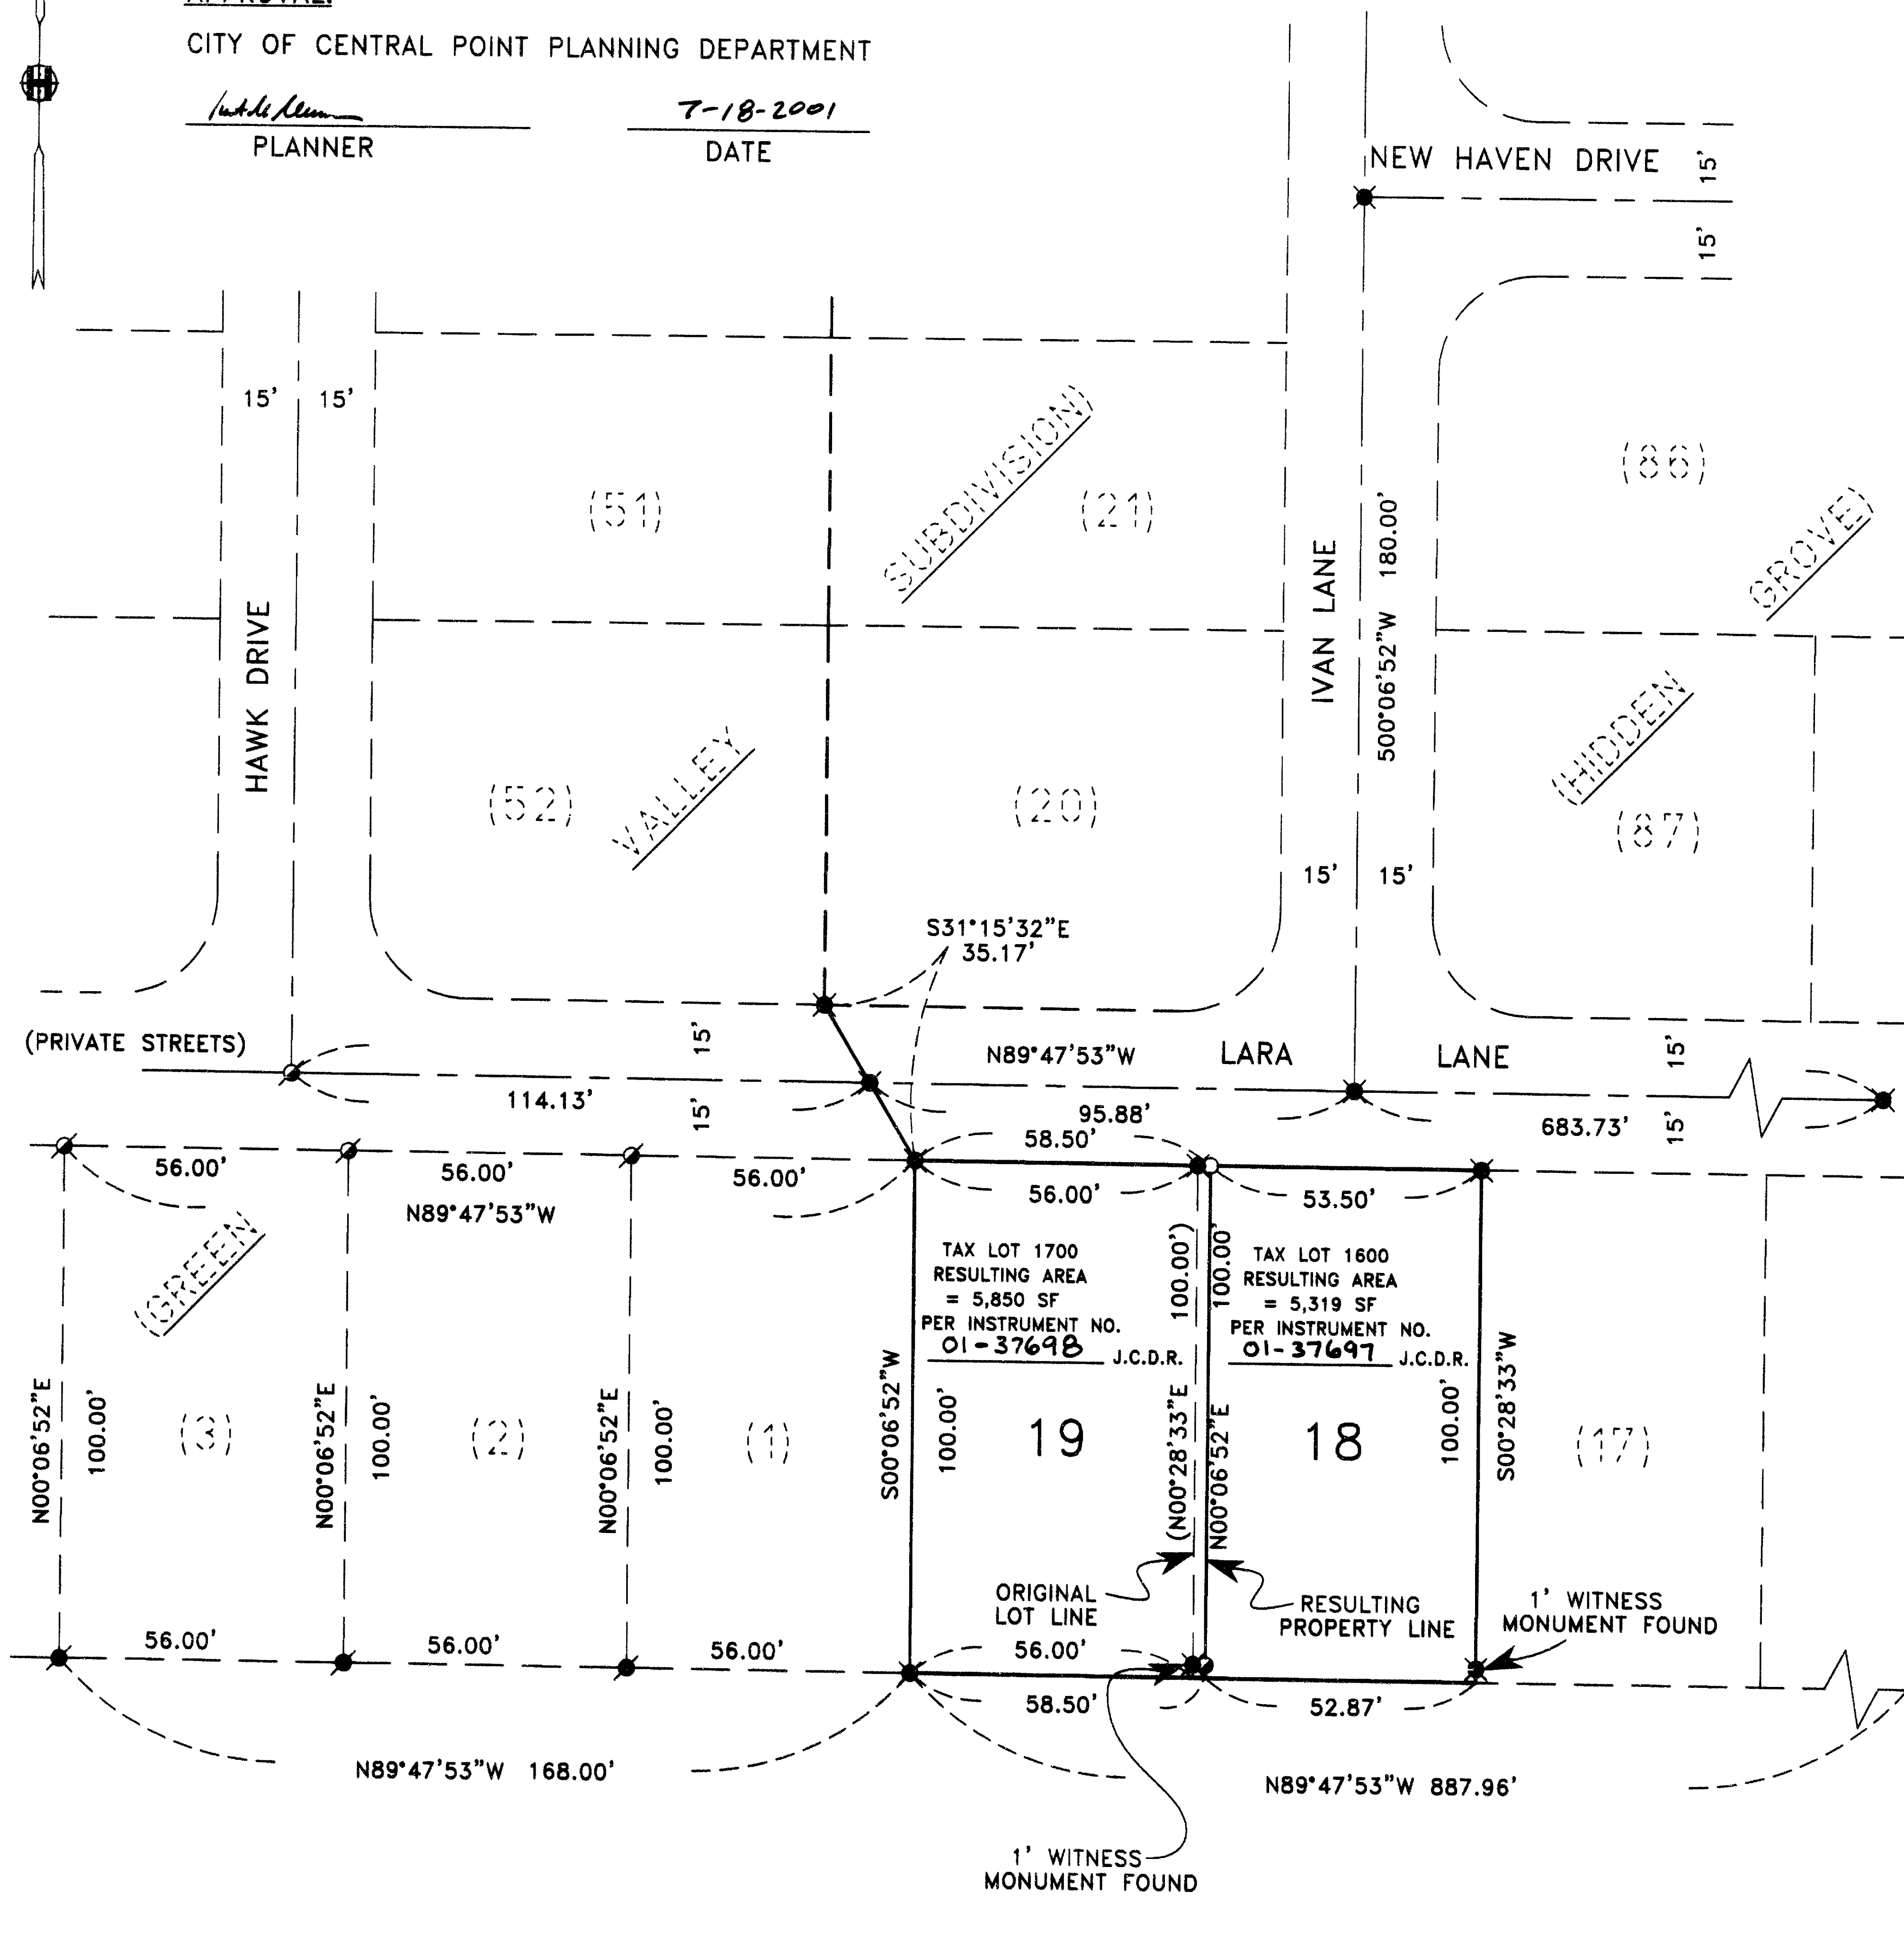 APPROVAL:
CITY OF CENTRAL POINT PLANNING DEPARTMENT
7-18-2001
PLANNER
DATE
NEW HAVEN DRIVE
15'
15'
15'
15'
(51)
SUBDIVISION)
(21)
(86)
GROVE)
HAWK DRIVE
IVAN LANE
S00°06'52"W 180.00'
(52)
VALLEY
(20)
(HIDDEN
(87)
15'
15'
S31°15'32"E
35.17'
(PRIVATE STREETS)
15'
N89°47'53"W
LARA
LANE
15'
114.13'
15'
95.88'
683.73'
15'
58.50'
56.00'
56.00'
56.00'
56.00'
53.50'
N89°47'53"W
(GREEN
TAX LOT 1700
RESULTING AREA
= 5,850 SF
PER INSTRUMENT NO.
01-37698 J.C.D.R.
TAX LOT 1600
RESULTING AREA
= 5,319 SF
PER INSTRUMENT NO.
01-37697 J.C.D.R.
N00°06'52"E
100.00'
(3)
N00°06'52"E
100.00'
(2)
N00°06'52"E
100.00'
(1)
S00°06'52"W
100.00'
19
(N00°28'33"E 100.00')
N00°06'52"E 100.00'
18
100.00'
S00°28'33"W
(17)
ORIGINAL
LOT LINE
RESULTING
PROPERTY LINE
1' WITNESS
MONUMENT FOUND
56.00'
56.00'
56.00'
56.00'
58.50'
52.87'
N89°47'53"W 168.00'
N89°47'53"W 887.96'
1' WITNESS
MONUMENT FOUND